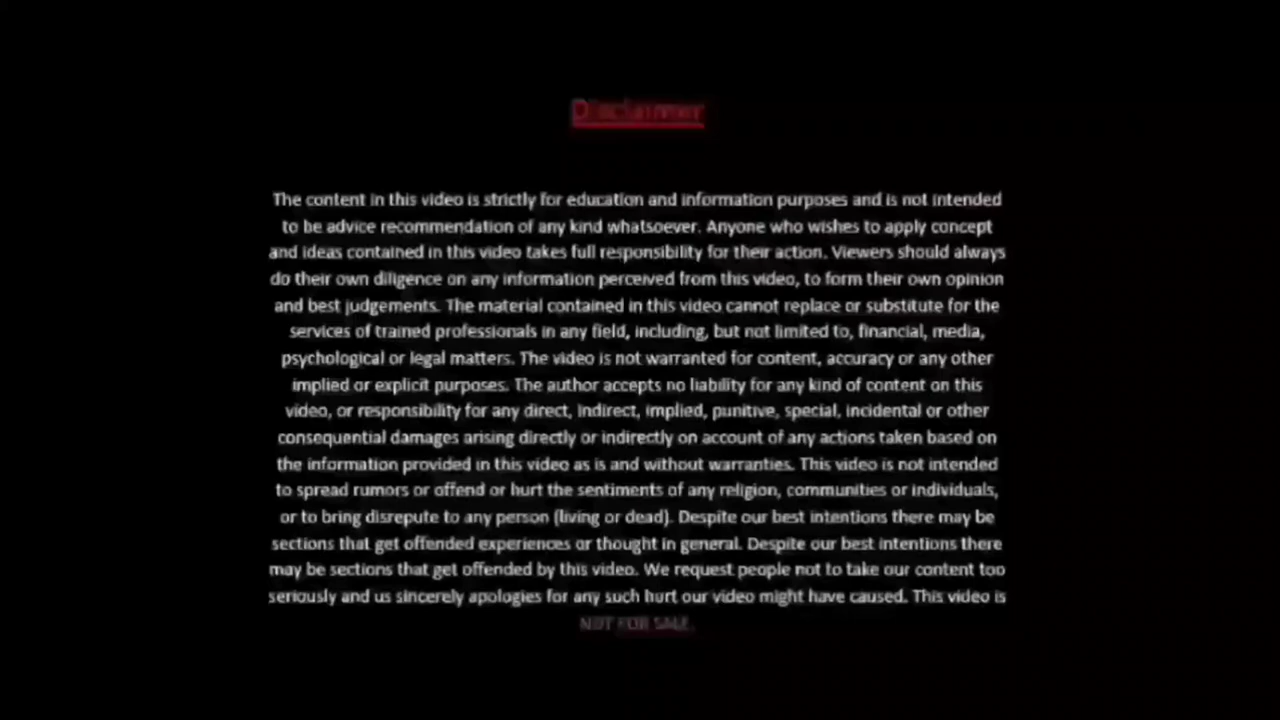 Disclaimer
The content in this video is strictly for education and information purposes and is not intended
to be advice recommendation of any kind whatsoever. Anyone who wishes to apply concept
and ideas contained in this video takes full responsibility for their action. Viewers should always
do their own diligence on any information perceived from this video, to form their own opinion
and best judgements. The material contained in this video cannot replace or substitute for the
services of trained professionals in any field, including, but not limited to, financial, media,
psychological or legal matters. The video is not warranted for content, accuracy or any other
implied or explicit purposes. The author accepts no liability for any kind of content on this
video, or responsibility for any direct, indirect, implied, punitive, special, incidental or other
consequential damages arising directly or indirectly on account of any actions taken based on
the information provided in this video as is and without warranties. This video is not intended
to spread rumors or offend or hurt the sentiments of any religion, communities or individuals,
or to bring disrepute to any person (living or dead). Despite our best intentions there may be
sections that get offended experiences or thought in general. Despite our best intentions there
may be sections that get offended by this video. We request people not to take our content too
seriously and us sincerely apologies for any such hurt our video might have caused. This video is
NOT FOR SALE.